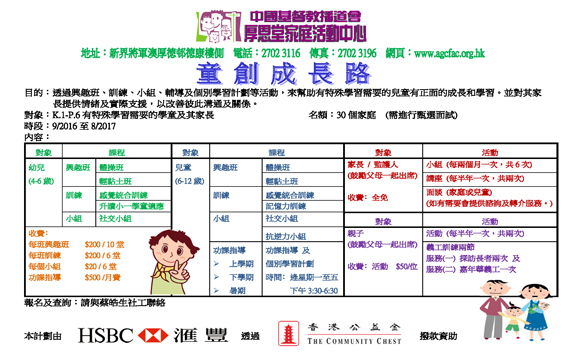 中國基督教播道會
厚恩堂家庭活動中心
地址：新界將軍澳厚德邨德康樓側 電話：2702 3116 傳真：2702 3196 網頁：www.agcfac.org.hk
童創成長路
目的：透過興趣班、訓練、小組、輔導及個別學習計劃等活動，來幫助有特殊學習需要的兒童有正面的成長和學習。並對其家
長提供情緒及實際支援，以改善彼此溝通及關係。
對象：K.1-P.6 有特殊學習需要的學童及其家長 名額：30 個家庭 (需進行甄選面試)
時段：9/2016 至 8/2017
內容：
對象 課程
幼兒 (4-6 歲)
興趣班 體操班
輕黏土班
訓練 感覺統合訓練
升讀小一學童適應
小組 社交小組
收費：
每班興趣班 $200 / 10 堂
每班訓練 $200 / 6 堂
每個小組 $20 / 6 堂
功課指導 $500 /月費
對象 課程
兒童 (6-12 歲)
興趣班 體操班
輕黏土班
訓練 感覺統合訓練
記憶力訓練
小組 社交小組
抗逆力小組
功課指導 功課指導 及
➢ 上學期 個別學習計劃
➢ 下學期 時間：逢星期一至五
➢ 暑期 下午 3:30-6:30
對象 活動
家長 / 監護人 小組 (每兩個月一次，共 6 次)
(鼓勵父母一起出席) 講座 (每半年一次，共兩次)
收費：全免 面談 (家庭或兒童)
(如有需要會提供諮詢及轉介服務。)
對象 活動
親子 活動 (每半年一次，共兩次)
(鼓勵父母一起出席) 義工訓練兩節
服務(一) 探訪長者兩次 及
收費：活動 $50/位 服務(二) 嘉年華義工一次
報名及查詢：請與蔡皓生社工聯絡
本計劃由 HSBC 滙豐 透過 香港公益金 撥款資助
THE COMMUNITY CHEST